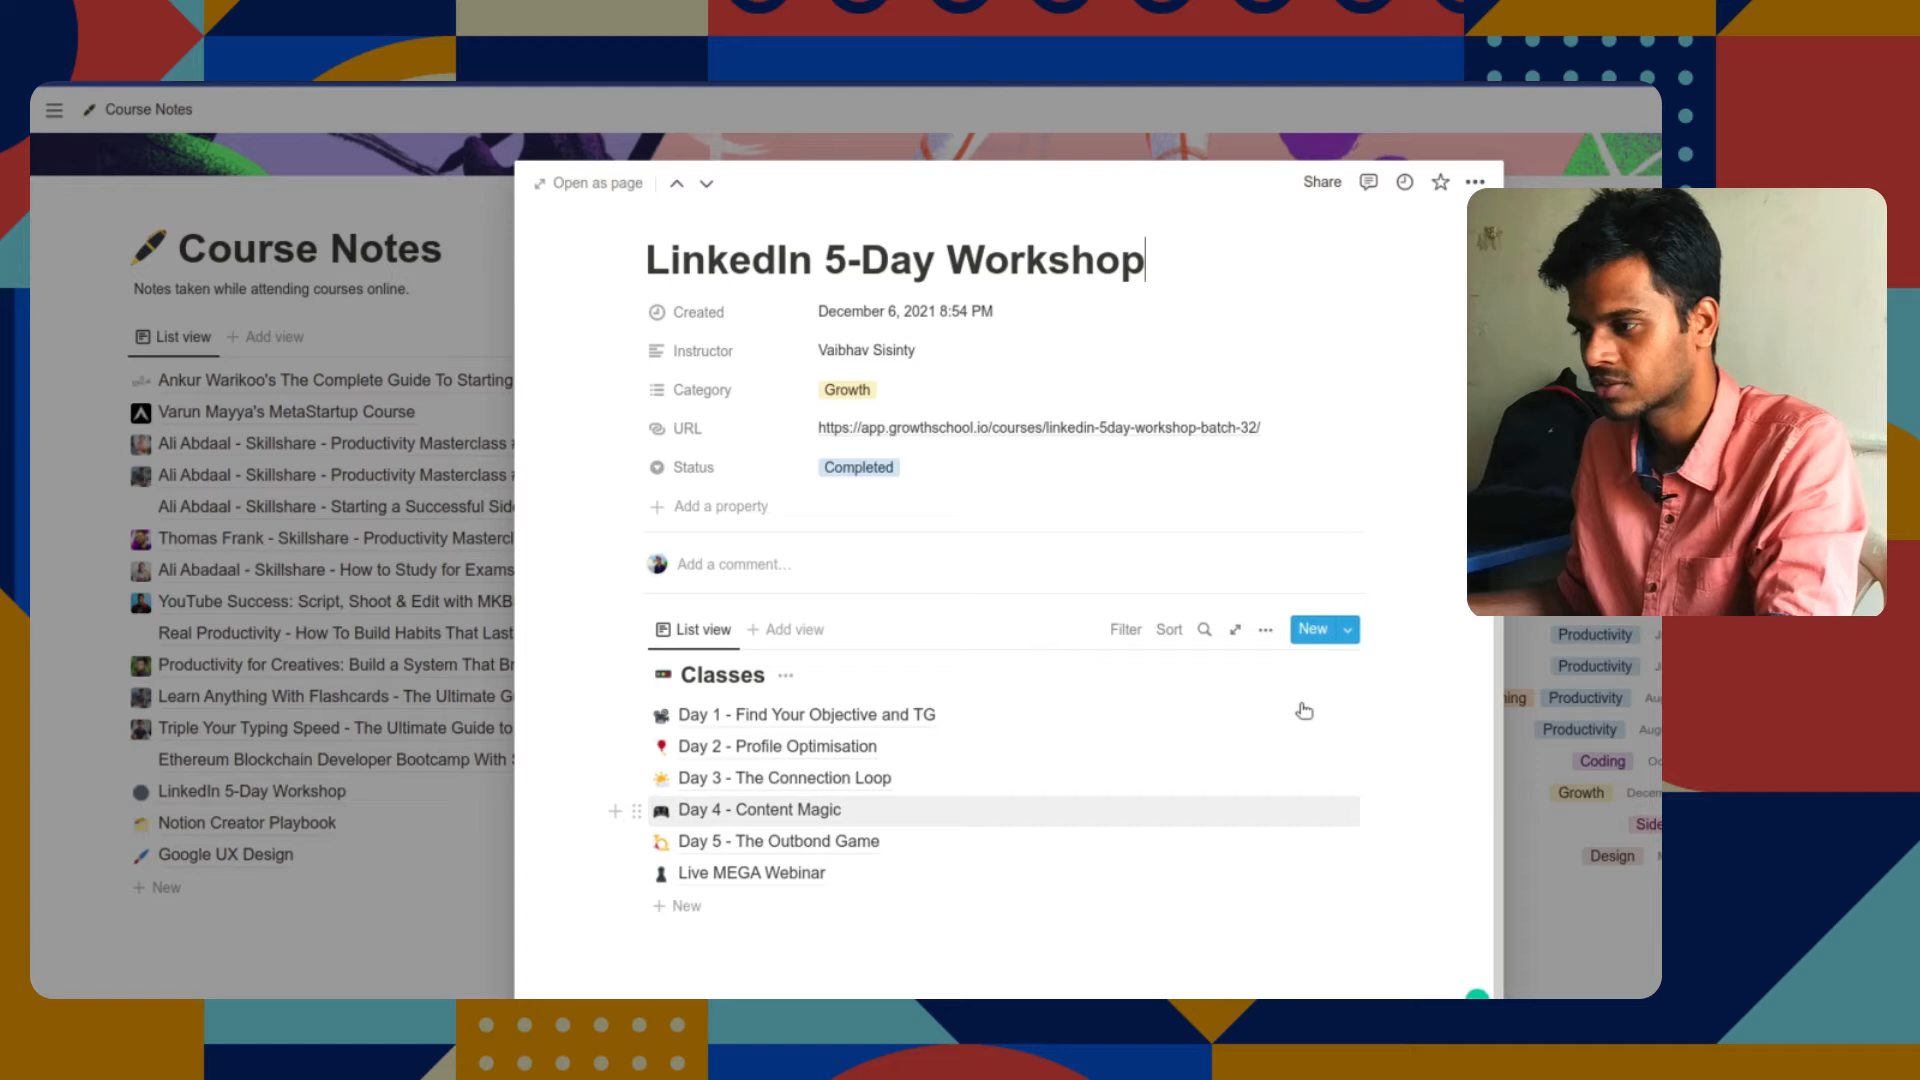 Course Notes
Course Notes
Notes taken while attending courses online.
List view
Add view
Ankur Warikoo's The Complete Guide To Starting
Varun Mayya's MetaStartup Course
Ali Abdaal - Skillshare - Productivity Masterclass
Ali Abdaal - Skillshare - Productivity Masterclass
Ali Abdaal - Skillshare - Starting a Successful
Thomas Frank - Skillshare - Productivity
Ali Abadaal - Skillshare - How to Study for Exams
YouTube Success: Script, Shoot & Edit with MKB
Real Productivity - How To Build Habits That Last
Productivity for Creatives: Build a System That
Learn Anything With Flashcards - The Ultimate G
Triple Your Typing Speed - The Ultimate Guide to
Ethereum Blockchain Developer Bootcamp With
LinkedIn 5-Day Workshop
Notion Creator Playbook
Google UX Design
New
Open as page
Share
LinkedIn 5-Day Workshop
Created December 6, 2021 8:54 PM
Instructor Vaibhav Sisinty
Category Growth
URL https://app.growthschool.io/courses/linkedin-5day-workshop-batch-32/
Status Completed
Add a property
Add a comment...
List view Add view Filter Sort New
Classes
Day 1 - Find Your Objective and TG
Day 2 - Profile Optimisation
Day 3 - The Connection Loop
Day 4 - Content Magic
Day 5 - The Outbond Game
Live MEGA Webinar
New
Productivity
Productivity
ning Productivity Au
Productivity Aug
Coding
Growth Decen
Side
Design